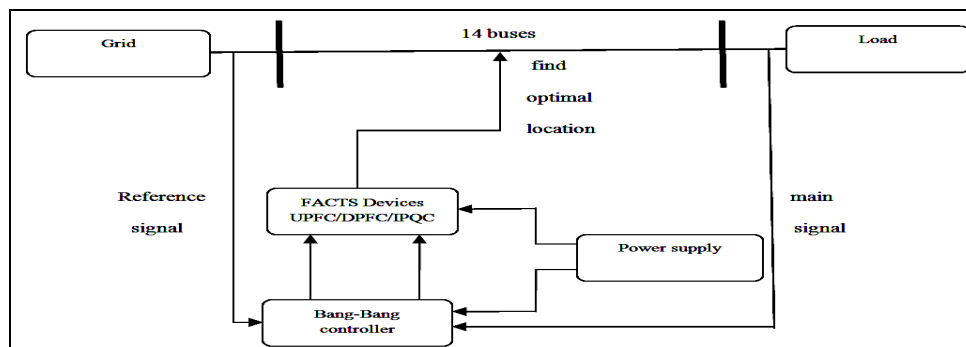 Grid
14 buses
Load
find
optimal
location
Reference
signal
FACTS Devices
UPFC/DPFC/IPQC
main
signal
Power supply
Bang-Bang
controller